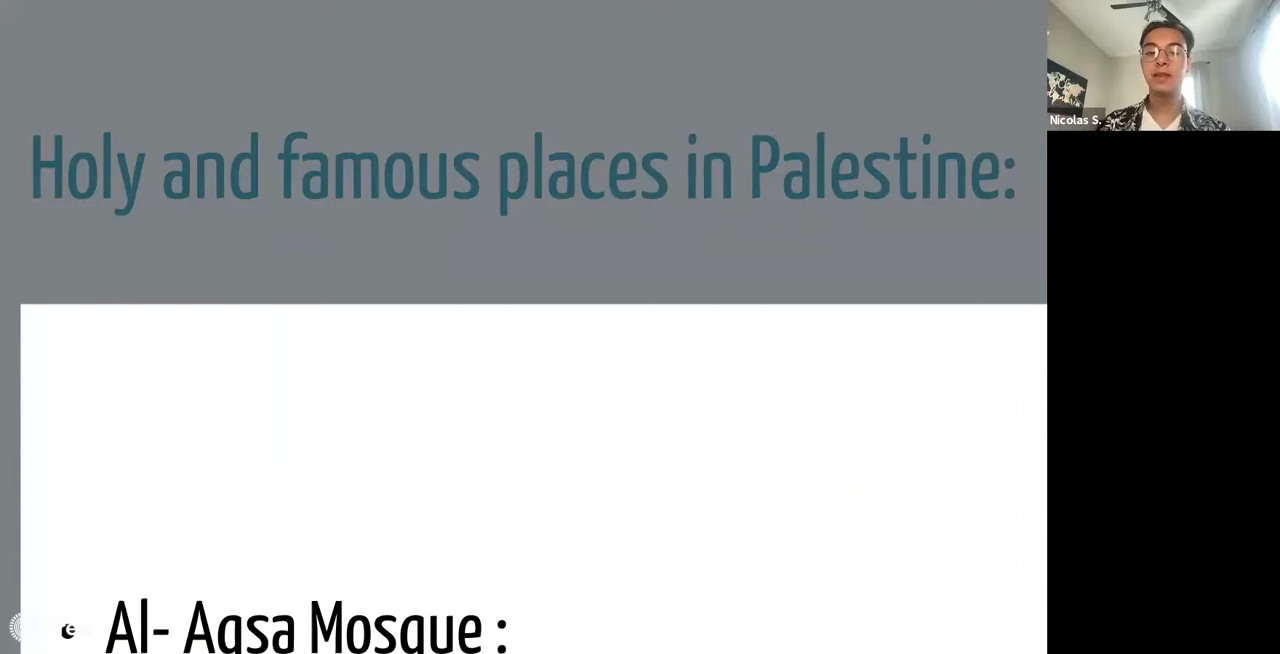 Holy and famous places in Palestine:
Nicolas S.
Al- Aqsa Mosque :